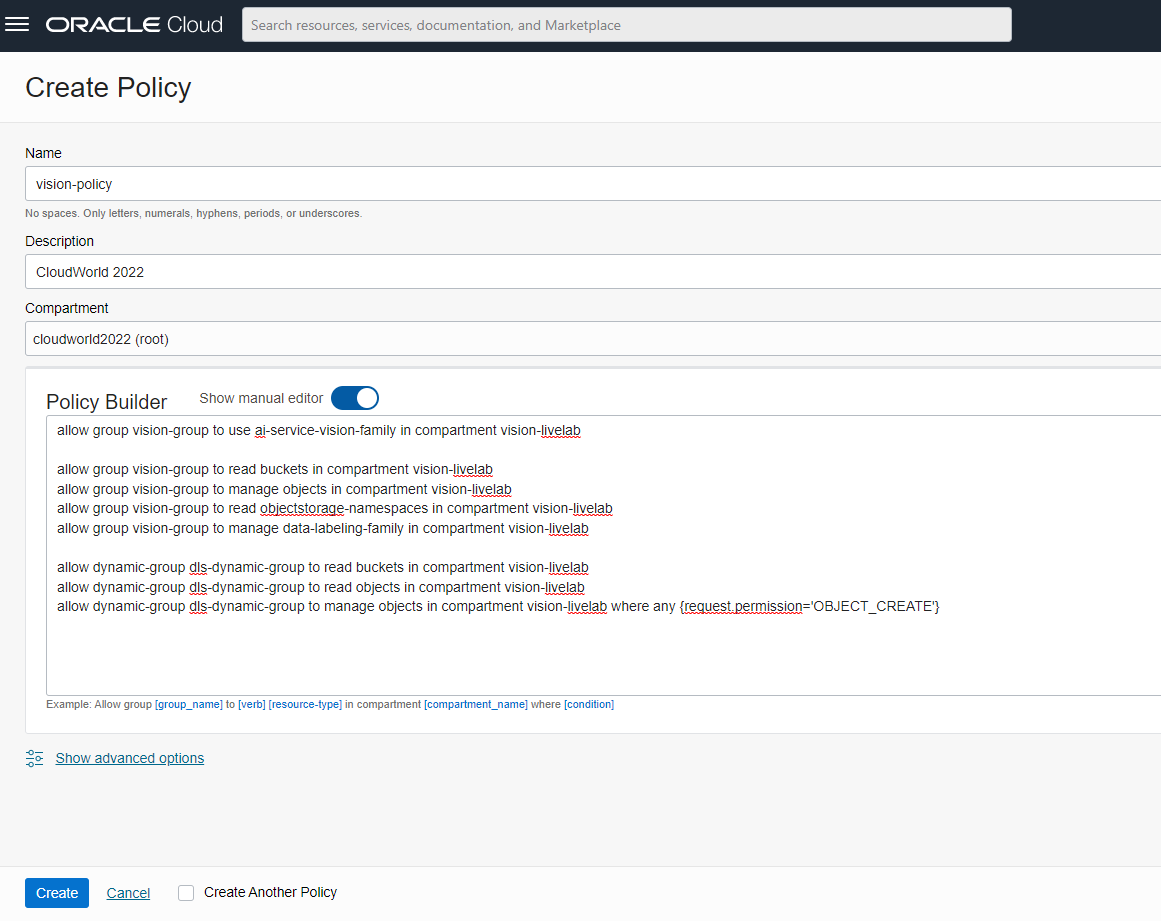 ORACLE Cloud
Search resources, services, documentation, and Marketplace
Create Policy
Name
vision-policy
No spaces. Only letters, numerals, hyphens, periods, or underscores.
Description
CloudWorld 2022
Compartment
cloudworld2022 (root)
Policy Builder
Show manual editor
allow group vision-group to use ai-service-vision-family in compartment vision-livelab
allow group vision-group to read buckets in compartment vision-livelab
allow group vision-group to manage objects in compartment vision-livelab
allow group vision-group to read objectstorage-namespaces in compartment vision-livelab
allow group vision-group to manage data-labeling-family in compartment vision-livelab
allow dynamic-group dls-dynamic-group to read buckets in compartment vision-livelab
allow dynamic-group dls-dynamic-group to read objects in compartment vision-livelab
allow dynamic-group dls-dynamic-group to manage objects in compartment vision-livelab where any {request.permission='OBJECT_CREATE'}
Example: Allow group [group_name] to [verb] [resource-type] in compartment [compartment_name] where [condition]
Show advanced options
Create
Cancel
Create Another Policy